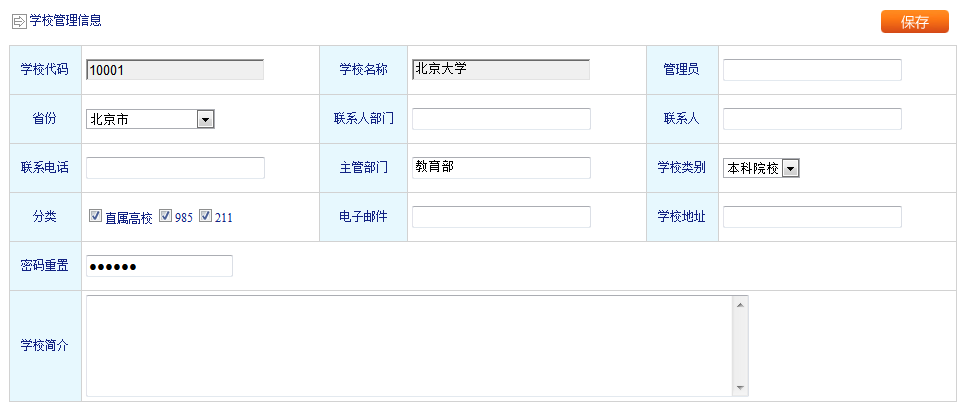 学校管理信息 保存
学校代码 10001 学校名称 北京大学 管理员
省份 北京市 联系人部门 联系人
联系电话 主管部门 教育部 学校类别 本科院校
分类 直属高校 985 211 电子邮件 学校地址
密码重置 ●●●●●●
学校简介